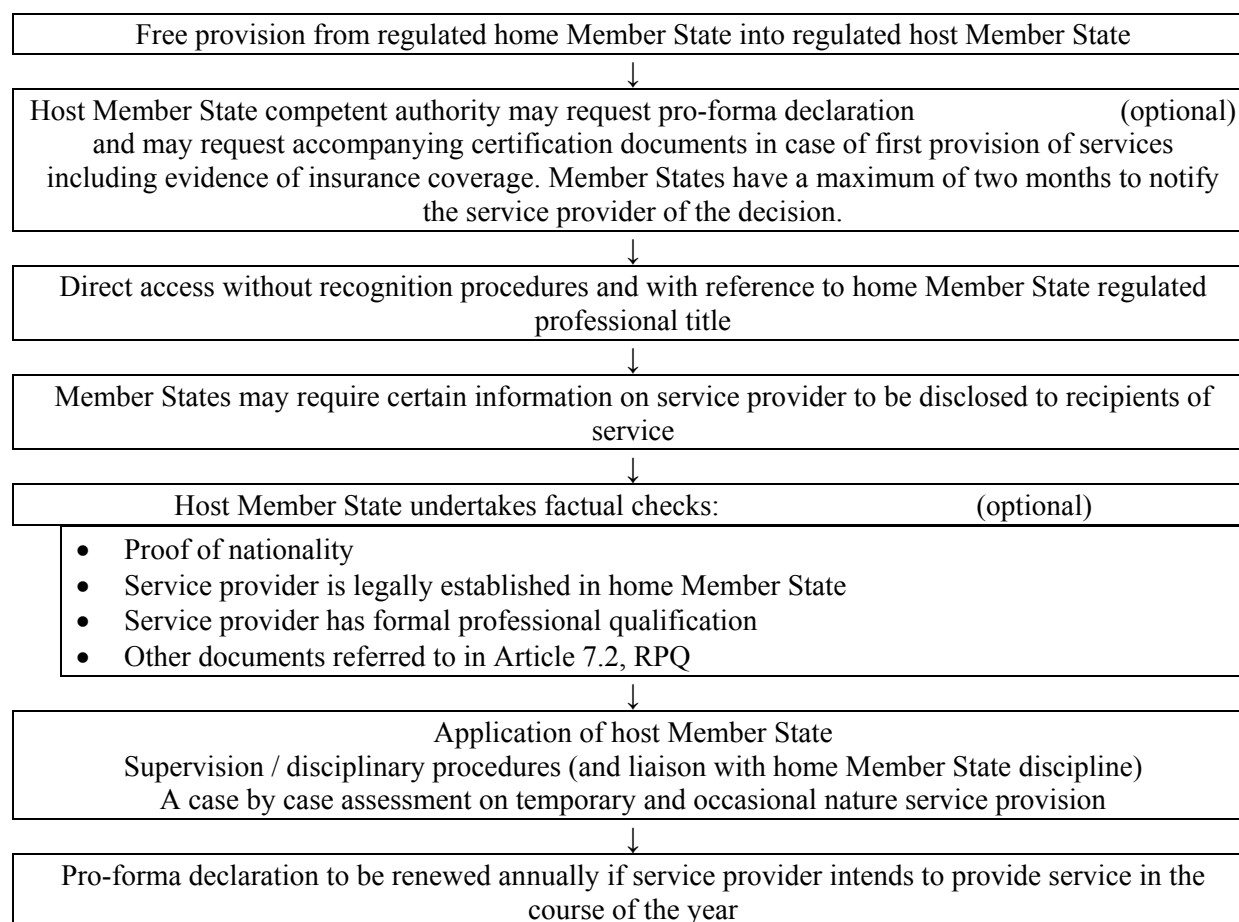 Free provision from regulated home Member State into regulated host Member State
↓
Host Member State competent authority may request pro-forma declaration (optional)
and may request accompanying certification documents in case of first provision of services
including evidence of insurance coverage. Member States have a maximum of two months to notify
the service provider of the decision.
↓
Direct access without recognition procedures and with reference to home Member State regulated
professional title
↓
Member States may require certain information on service provider to be disclosed to recipients of
service
↓
Host Member State undertakes factual checks: (optional)
• Proof of nationality
• Service provider is legally established in home Member State
• Service provider has formal professional qualification
• Other documents referred to in Article 7.2, RPQ
↓
Application of host Member State
Supervision / disciplinary procedures (and liaison with home Member State discipline)
A case by case assessment on temporary and occasional nature service provision
↓
Pro-forma declaration to be renewed annually if service provider intends to provide service in the
course of the year